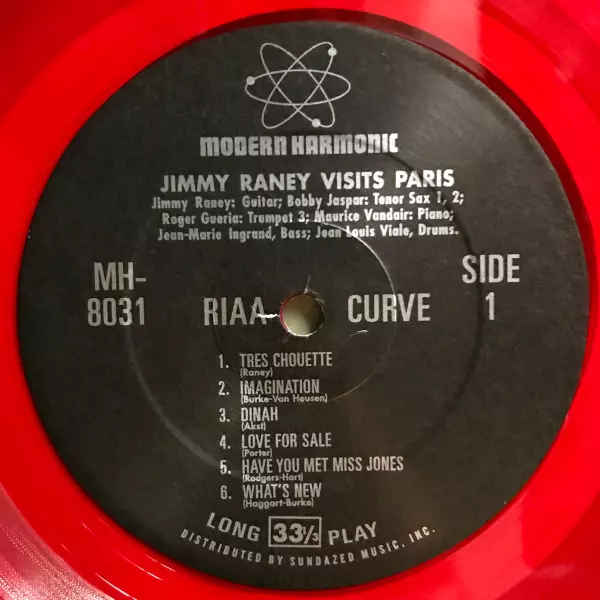 MODERN HARMONIC
JIMMY RANEY VISITS PARIS
Jimmy Raney: Guitar; Bobby Jaspar: Tenor Sax 1, 2;
Roger Gueria: Trumpet 3; Maurice Vandair: Piano;
Jean-Marie Ingrand, Bass; Jean Louis Viale, Drums.
MH-
8031
RIAA CURVE
SIDE
1
1. TRES CHOUETTE
(Raney)
2. IMAGINATION
(Burke-Van Heusen)
3. DINAH
(Akst)
4. LOVE FOR SALE
(Porter)
5. HAVE YOU MET MISS JONES
(Rodgers-Hart)
6. WHAT'S NEW
(Haggart-Burke)
LONG 33⅓ PLAY
DISTRIBUTED BY SUNDAZED MUSIC, INC.